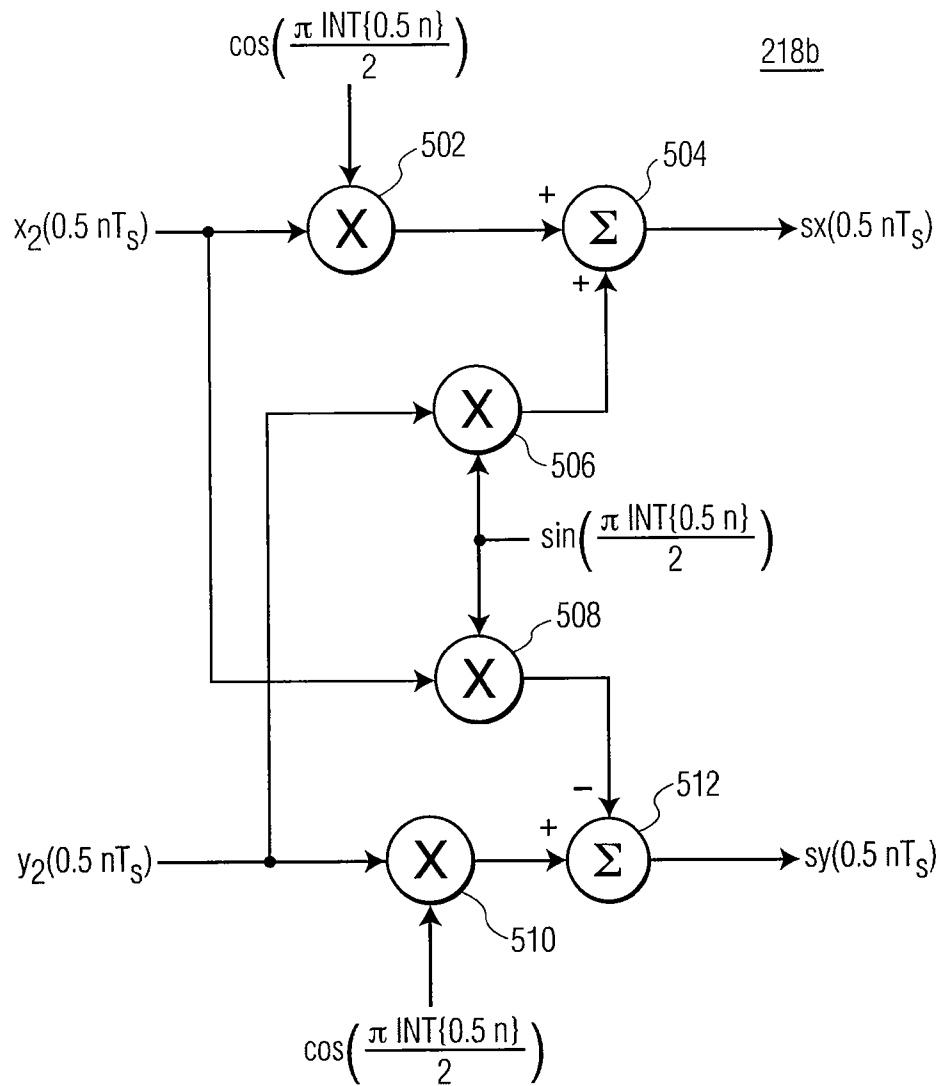 cos(π INT{0.5 n}/2)
218b
502
504
x₂(0.5 nTₛ)
X
+
Σ
sx(0.5 nTₛ)
+
X
506
sin(π INT{0.5 n}/2)
508
X
−
512
y₂(0.5 nTₛ)
X
+
Σ
sy(0.5 nTₛ)
510
cos(π INT{0.5 n}/2)